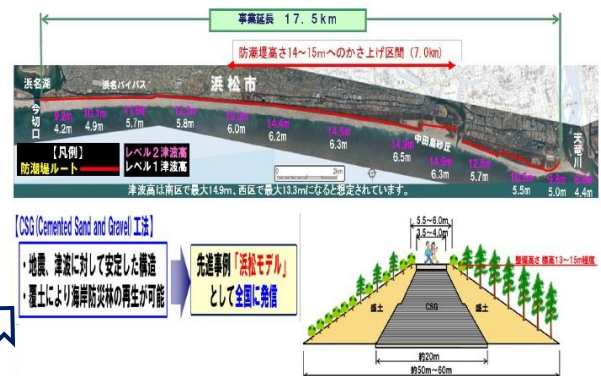 事業延長 17.5km
防潮堤高さ14～15mへのかさ上げ区間 (7.0km)
浜名湖
浜名バイパス
浜松市
今切口
天竜川
中田島砂丘
4.2m
4.9m
5.7m
5.8m
6.0m
6.2m
6.3m
6.5m
6.3m
5.7m
5.5m
5.0m
4.4m
14.4m
14.5m
14.9m
14.9m
【凡例】
防潮堤ルート
レベル2津波高
レベル1津波高
0
2km
津波高は南区で最大14.9m、西区で最大13.3mになると想定されています。
【CSG(Cemented Sand and Gravel)工法】
・地震、津波に対して安定した構造
・覆土により海岸防災林の再生が可能
先進事例「浜松モデル」
として全国に発信
5.5～6.0m
3.5～4.0m
整備高さ 標高13～15m程度
盛土
CSG
盛土
約20m
約50m～60m